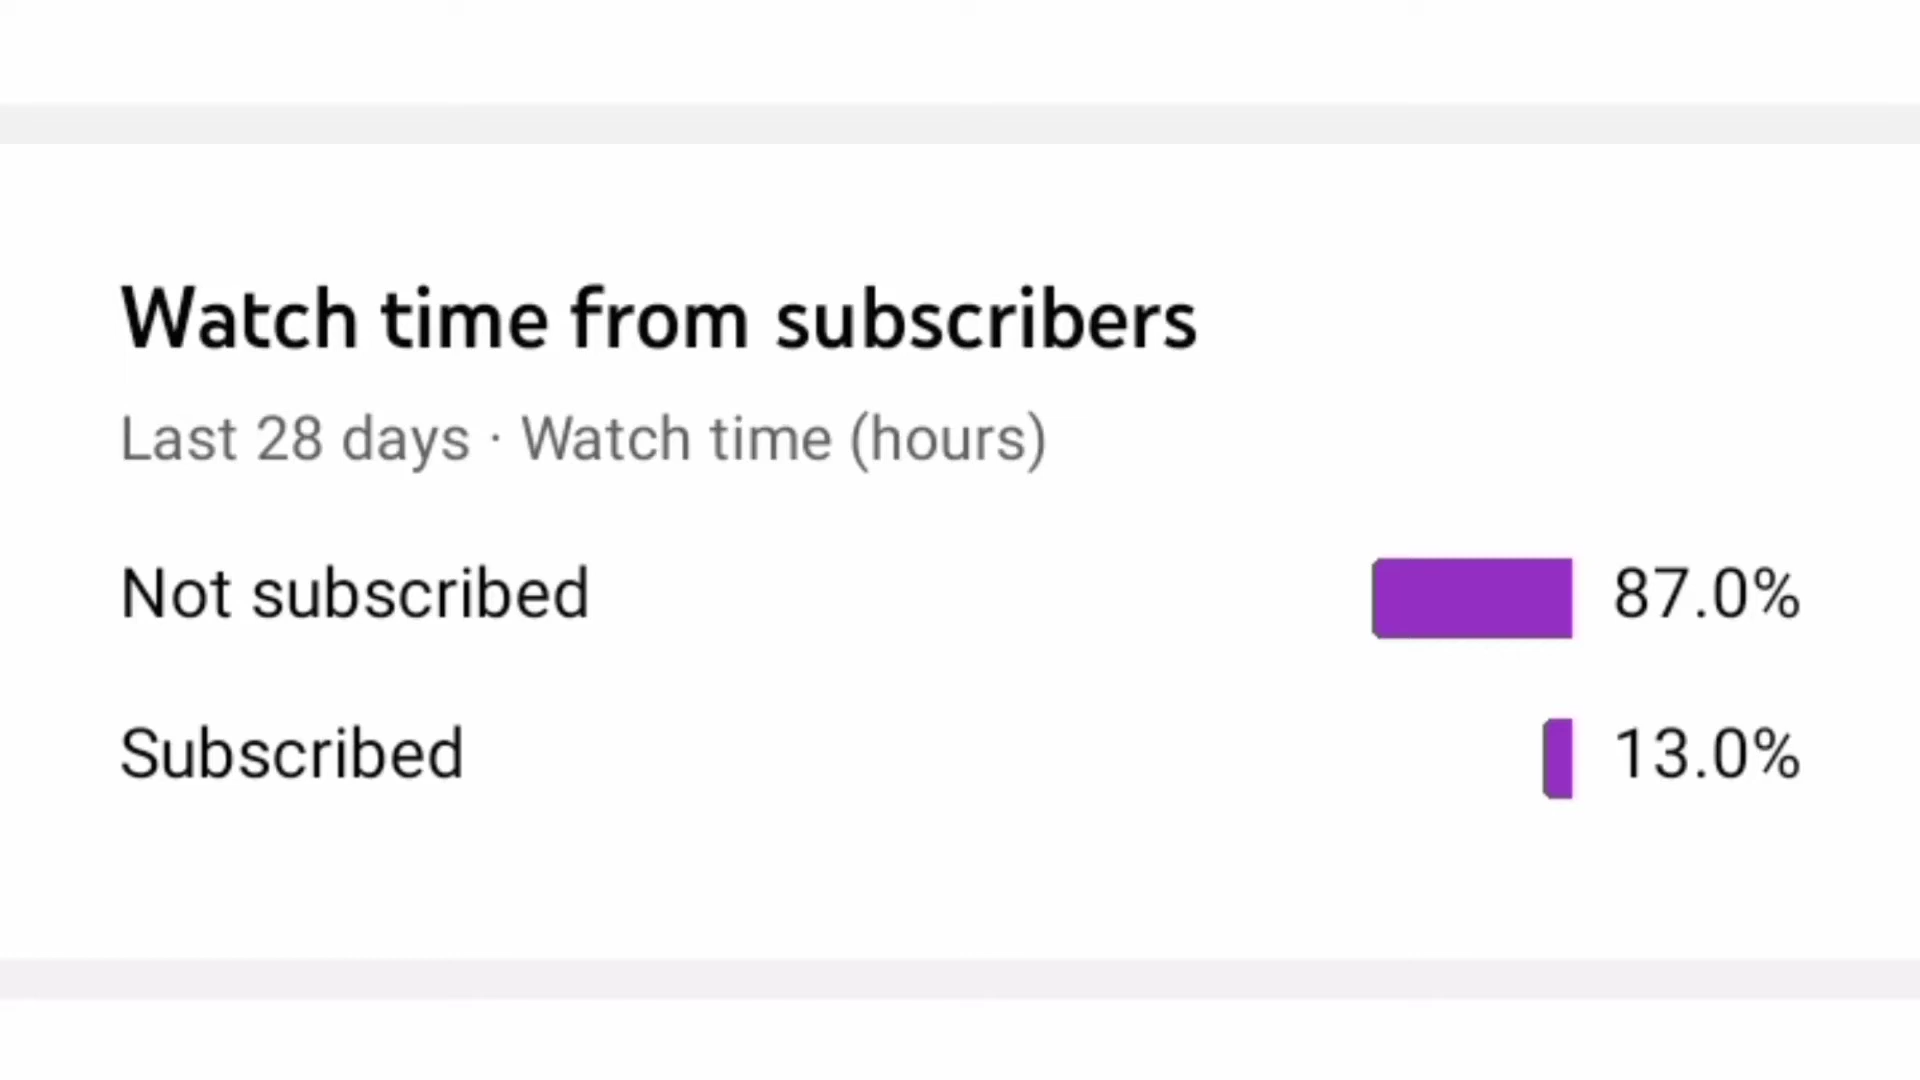 Watch time from subscribers
Last 28 days · Watch time (hours)
Not subscribed 87.0%
Subscribed 13.0%